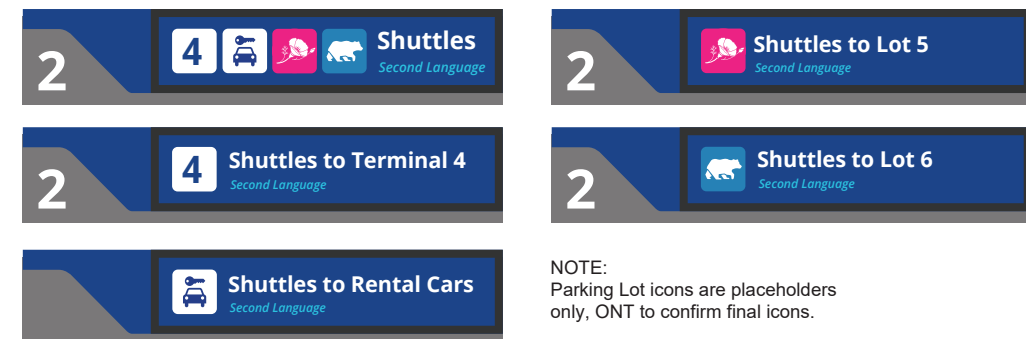 2
4
Shuttles
Second Language
2
4
Shuttles to Terminal 4
Second Language
Shuttles to Rental Cars
Second Language
2
Shuttles to Lot 5
Second Language
2
Shuttles to Lot 6
Second Language
NOTE:
Parking Lot icons are placeholders
only, ONT to confirm final icons.